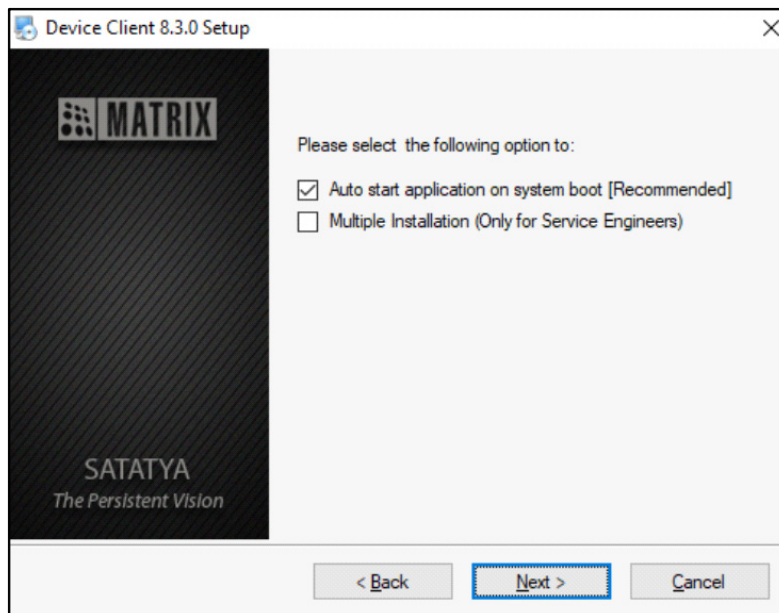 Device Client 8.3.0 Setup
MATRIX
Please select the following option to:
Auto start application on system boot [Recommended]
Multiple Installation (Only for Service Engineers)
SATATYA
The Persistent Vision
< Back
Next >
Cancel